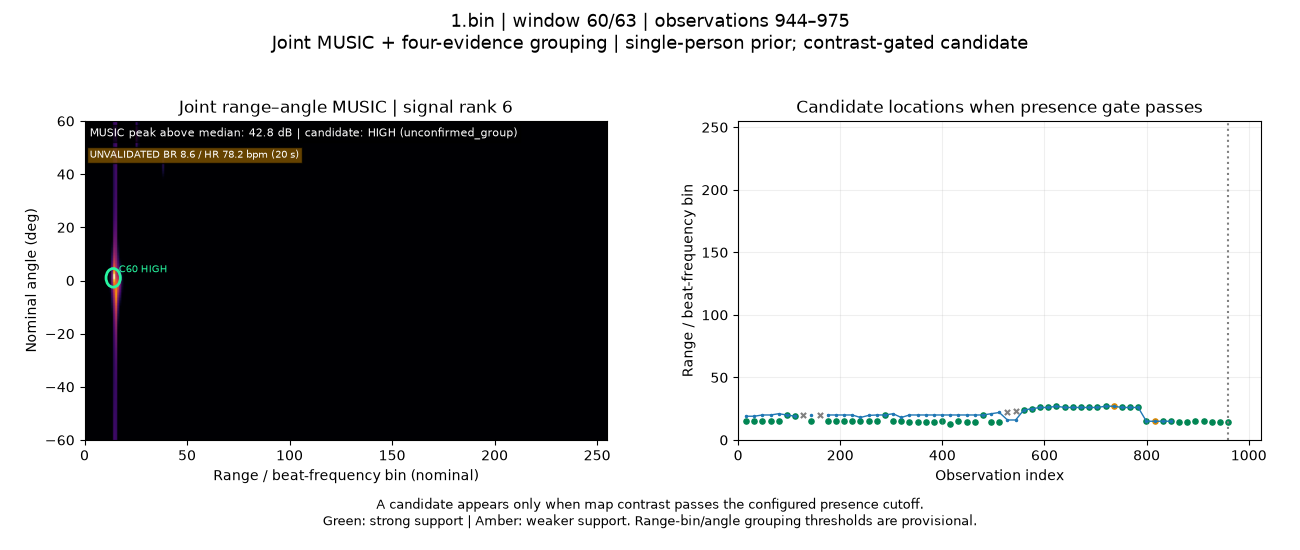 1.bin | window 60/63 | observations 944–975
Joint MUSIC + four-evidence grouping | single-person prior; contrast-gated candidate
Joint range–angle MUSIC | signal rank 6
MUSIC peak above median: 42.8 dB | candidate: HIGH (unconfirmed_group)
UNVALIDATED BR 8.6 / HR 78.2 bpm (20 s)
C60 HIGH
Nominal angle (deg)
60
40
20
0
−20
−40
−60
0
50
100
150
200
250
Range / beat-frequency bin (nominal)
Candidate locations when presence gate passes
Range / beat-frequency bin
250
200
150
100
50
0
0
200
400
600
800
1000
Observation index
A candidate appears only when map contrast passes the configured presence cutoff.
Green: strong support | Amber: weaker support. Range-bin/angle grouping thresholds are provisional.